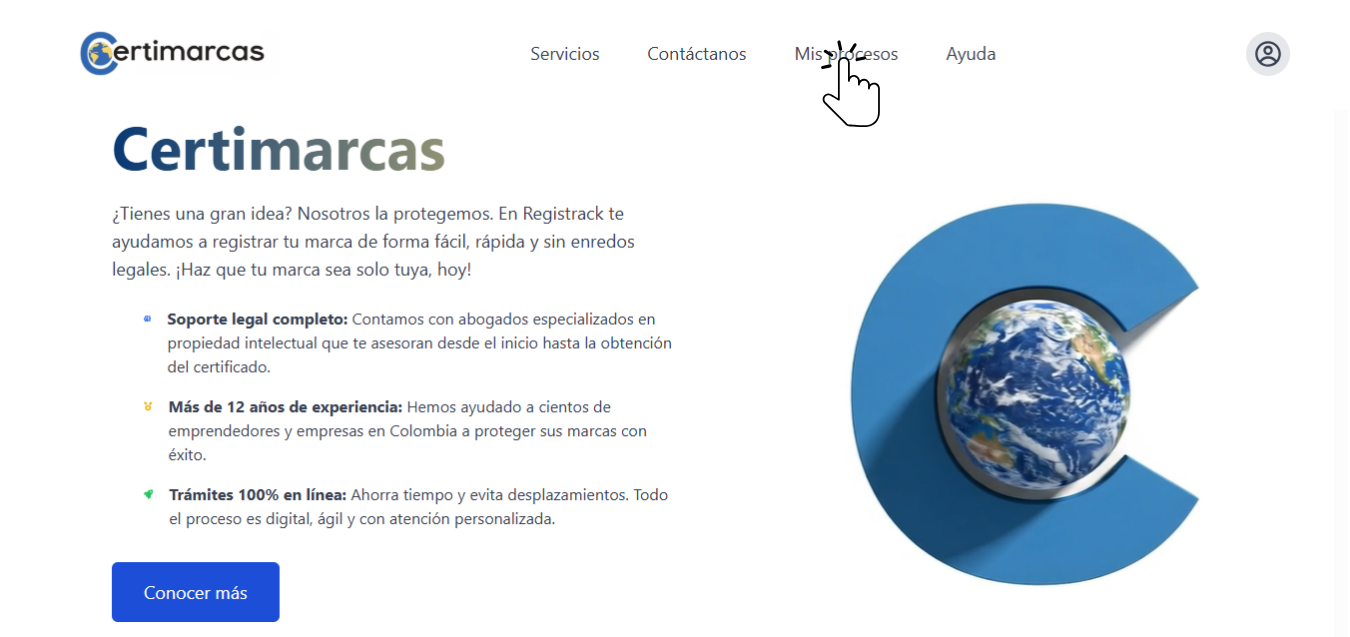 Certimarcas
Servicios
Contáctanos
Mis procesos
Ayuda
Certimarcas
¿Tienes una gran idea? Nosotros la protegemos. En Registrack te
ayudamos a registrar tu marca de forma fácil, rápida y sin enredos
legales. ¡Haz que tu marca sea solo tuya, hoy!
Soporte legal completo: Contamos con abogados especializados en
propiedad intelectual que te asesoran desde el inicio hasta la obtención
del certificado.
Más de 12 años de experiencia: Hemos ayudado a cientos de
emprendedores y empresas en Colombia a proteger sus marcas con
éxito.
Trámites 100% en línea: Ahorra tiempo y evita desplazamientos. Todo
el proceso es digital, ágil y con atención personalizada.
Conocer más